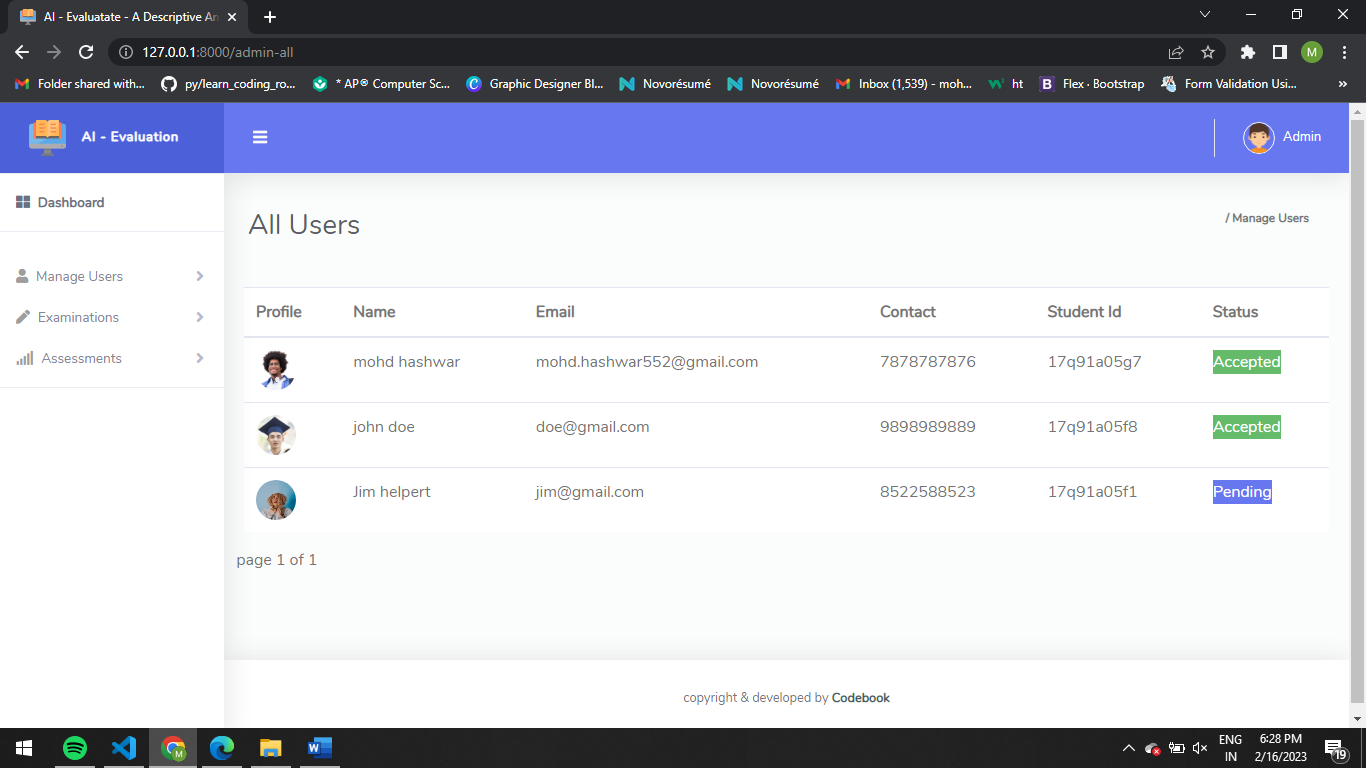 AI - Evaluatate - A Descriptive An
127.0.0.1:8000/admin-all
M
Folder shared with... py/learn_coding_ro... * AP® Computer Sc... Graphic Designer Bl... Novorésumé Novorésumé Inbox (1,539) - moh... ht Flex · Bootstrap Form Validation Usi... »
AI - Evaluation
Admin
Dashboard
Manage Users
Examinations
Assessments
All Users
/ Manage Users
Profile Name Email Contact Student Id Status
mohd hashwar mohd.hashwar552@gmail.com 7878787876 17q91a05g7 Accepted
john doe doe@gmail.com 9898989889 17q91a05f8 Accepted
Jim helpert jim@gmail.com 8522588523 17q91a05f1 Pending
page 1 of 1
copyright & developed by Codebook
ENG 6:28 PM
IN 2/16/2023 19